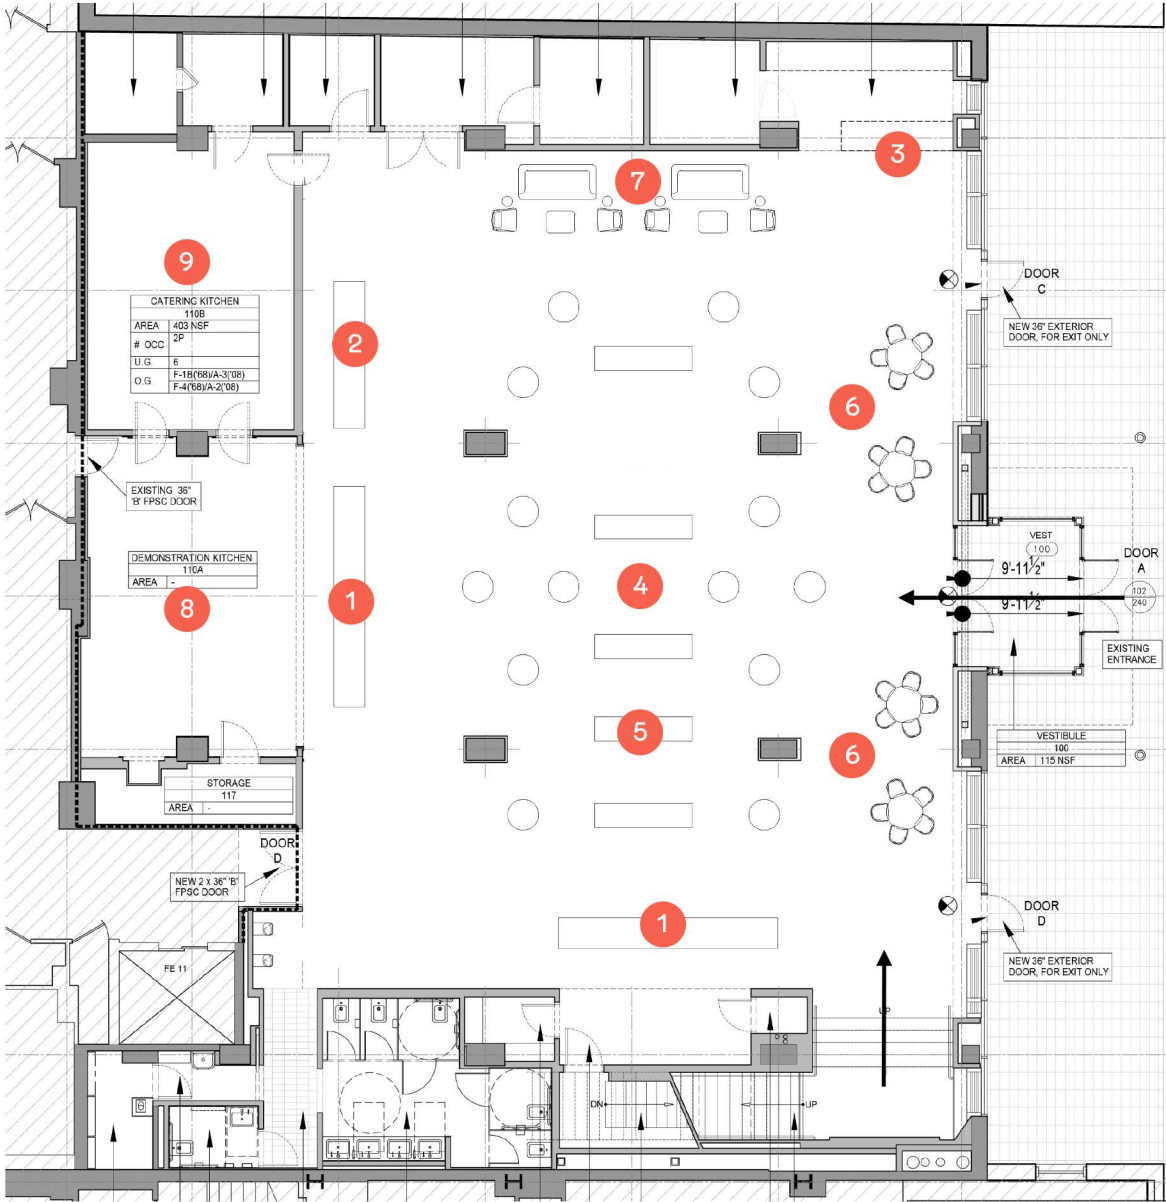 7
3
9
CATERING KITCHEN
110B
AREA 403 NSF
# OCC 2P
U.G. 6
O.G. F-1B('68)/A-3('08)
F-4('68)/A-2('08)
DOOR
C
NEW 36" EXTERIOR
DOOR, FOR EXIT ONLY
2
6
EXISTING 36"
'B' FPSC DOOR
DEMONSTRATION KITCHEN
110A
AREA -
8
1
4
VEST
100
9'-11½"
9'-11½"
DOOR
A
102
240
EXISTING
ENTRANCE
5
6
VESTIBULE
100
AREA 115 NSF
STORAGE
117
AREA -
DOOR
D
NEW 2 x 36" 'B'
FPSC DOOR
1
DOOR
D
NEW 36" EXTERIOR
DOOR, FOR EXIT ONLY
FE 11
UP
DN
UP